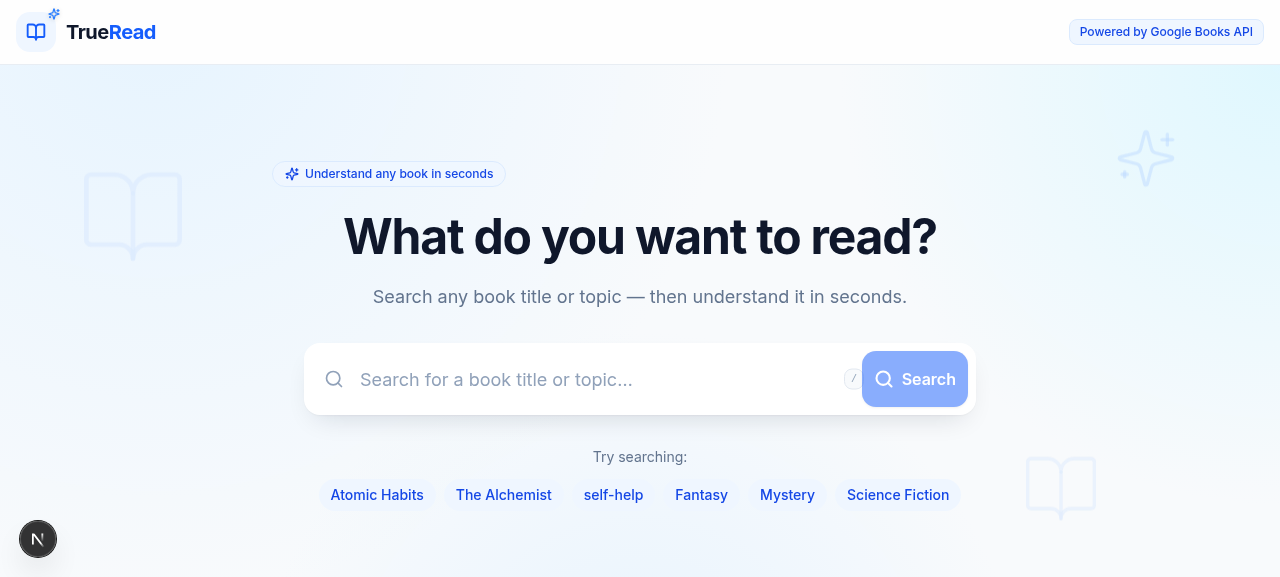 TrueRead
Powered by Google Books API
Understand any book in seconds
What do you want to read?
Search any book title or topic — then understand it in seconds.
Search for a book title or topic...
/
Search
Try searching:
Atomic Habits
The Alchemist
self-help
Fantasy
Mystery
Science Fiction
N